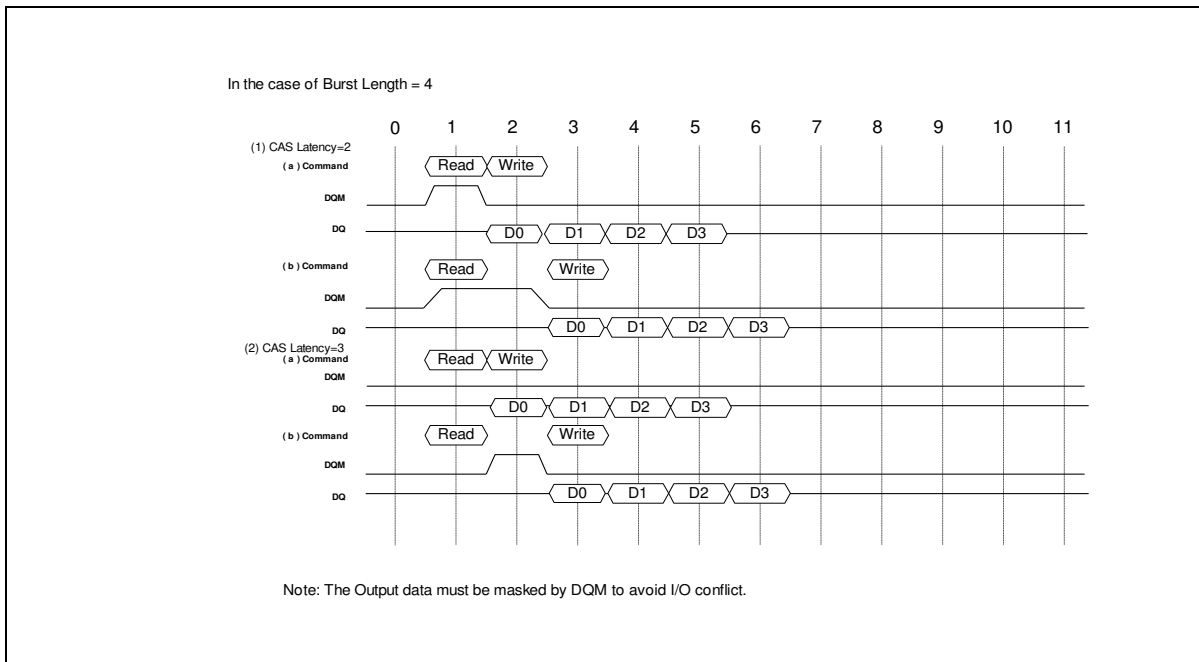 In the case of Burst Length = 4
0 1 2 3 4 5 6 7 8 9 10 11
(1) CAS Latency=2
( a ) Command Read Write
DQM
DQ D0 D1 D2 D3
( b ) Command Read Write
DQM
DQ D0 D1 D2 D3
(2) CAS Latency=3
( a ) Command Read Write
DQM
DQ D0 D1 D2 D3
( b ) Command Read Write
DQM
DQ D0 D1 D2 D3
Note: The Output data must be masked by DQM to avoid I/O conflict.